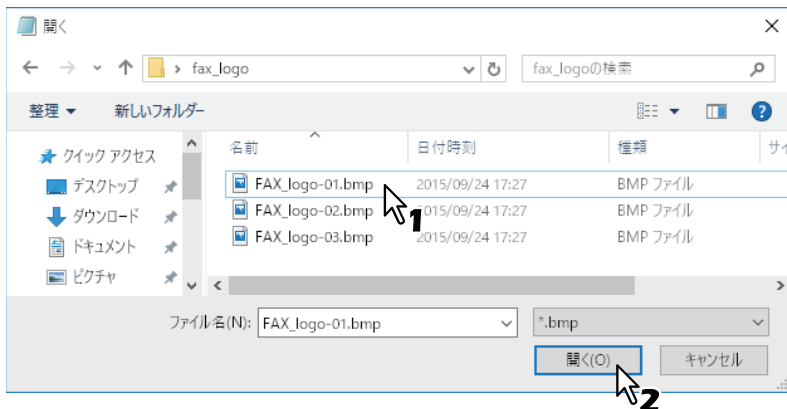 開く
fax_logo
fax_logoの検索
整理 新しいフォルダー
名前 日付時刻 種類 サイ
クイック アクセス
デスクトップ
ダウンロード
ドキュメント
ピクチャ
FAX_logo-01.bmp 2015/09/24 17:27 BMP ファイル
FAX_logo-02.bmp 2015/09/24 17:27 BMP ファイル
FAX_logo-03.bmp 2015/09/24 17:27 BMP ファイル
1
ファイル名(N): FAX_logo-01.bmp *.bmp
開く(O) キャンセル
2